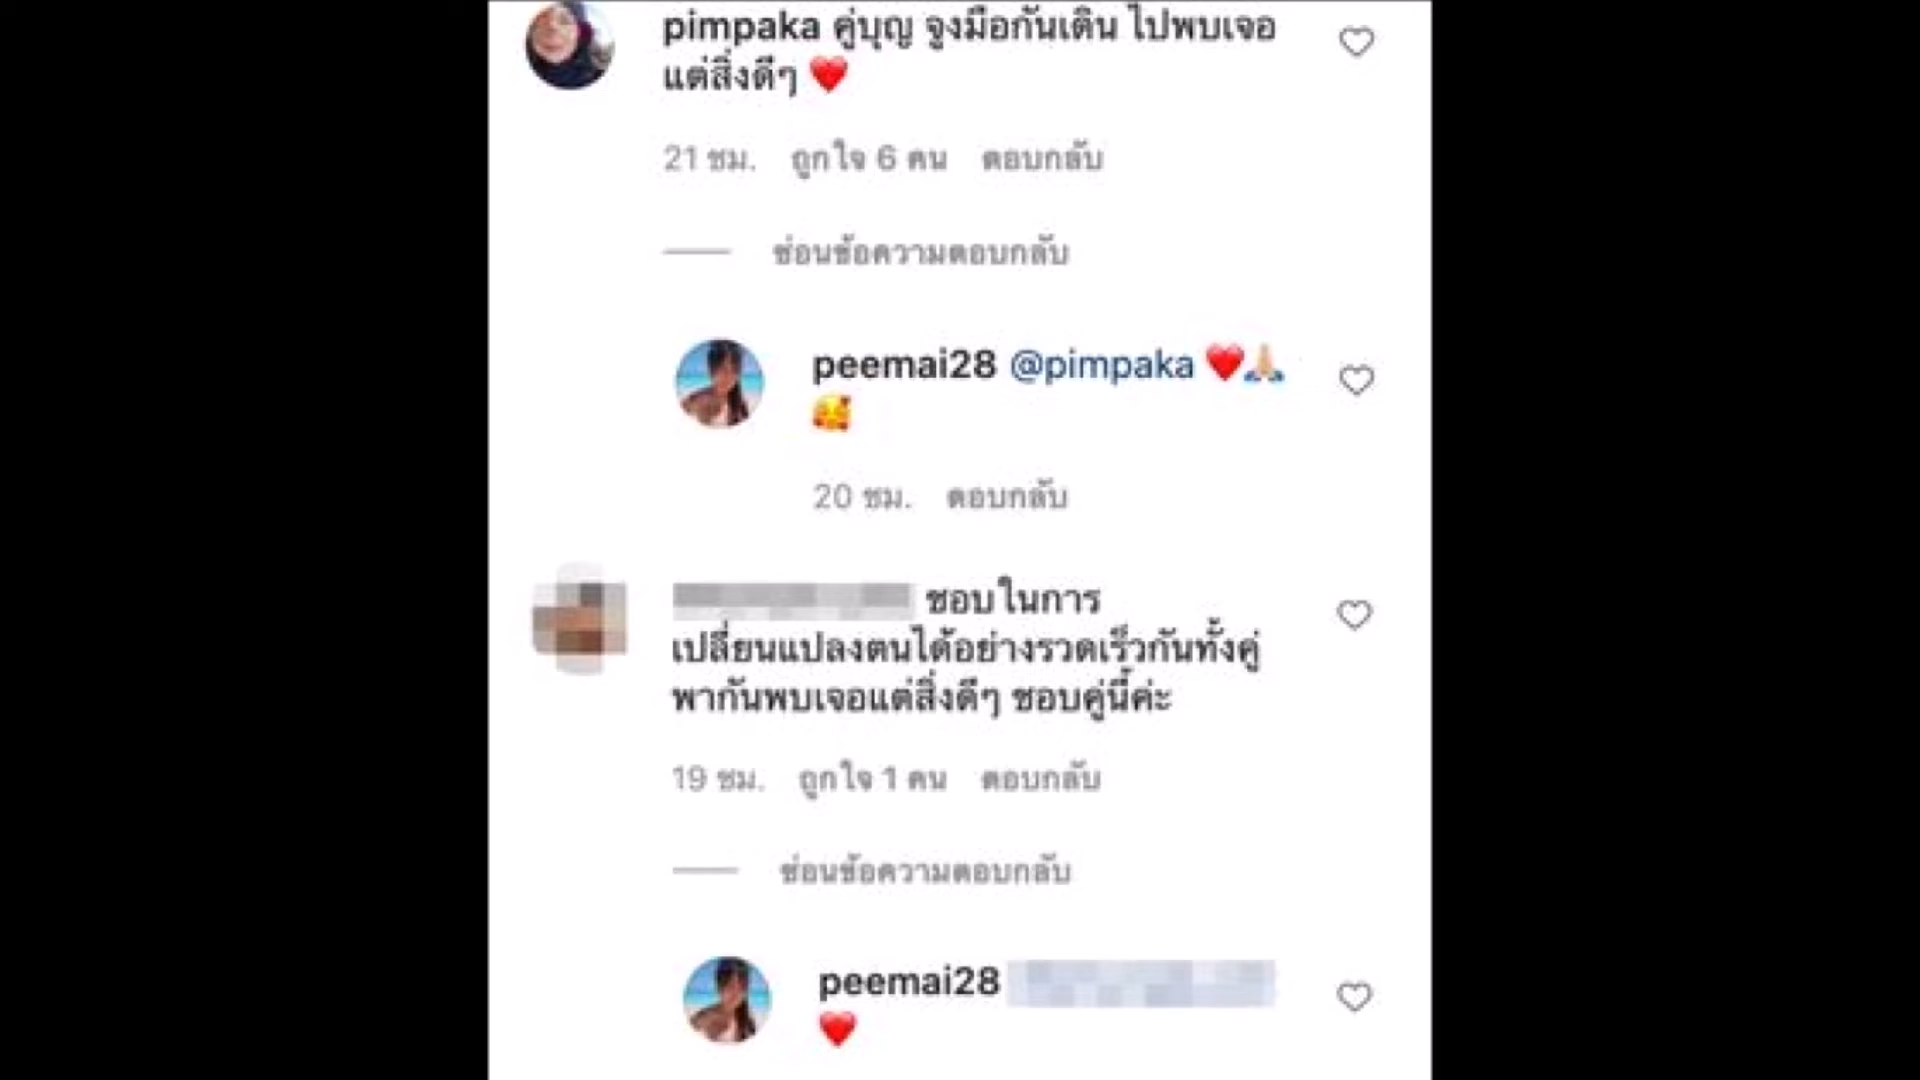 pimpaka คู่บุญ จูงมือกันเดิน ไปพบเจอ
แต่สิ่งดีๆ ❤️
21 ชม. ถูกใจ 6 คน ตอบกลับ
ซ่อนข้อความตอบกลับ
peemai28 @pimpaka ❤️🙏🏼
🥰
20 ชม. ตอบกลับ
ชอบในการ
เปลี่ยนแปลงตนได้อย่างรวดเร็วกันทั้งคู่
พากันพบเจอแต่สิ่งดีๆ ชอบคู่นี้ค่ะ
19 ชม. ถูกใจ 1 คน ตอบกลับ
ซ่อนข้อความตอบกลับ
peemai28
❤️